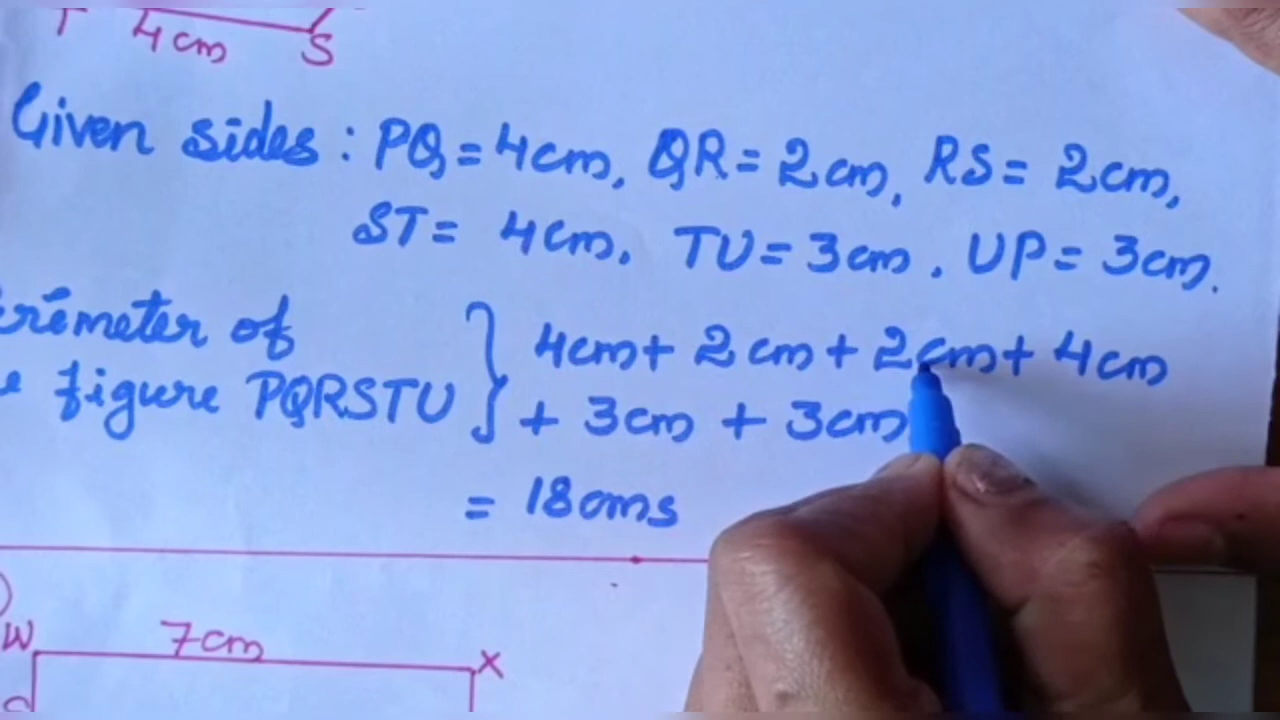 4cm S
Given sides: PQ = 4cm, QR = 2cm, RS = 2cm,
ST = 4cm, TU = 3cm, UP = 3cm.
of
figure PQRSTU } 4cm + 2cm + 2cm + 4cm
+ 3cm + 3cm
= 18cms
W 7cm X